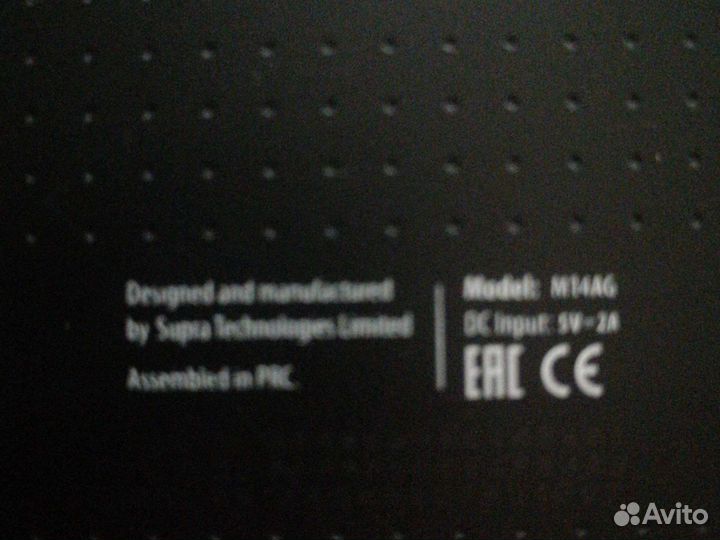 Designed and manufactured
by Supra Technologies Limited
Assembled in PRC.
Model: M14AG
DC Input: 5V=2A
EAC CE
Avito